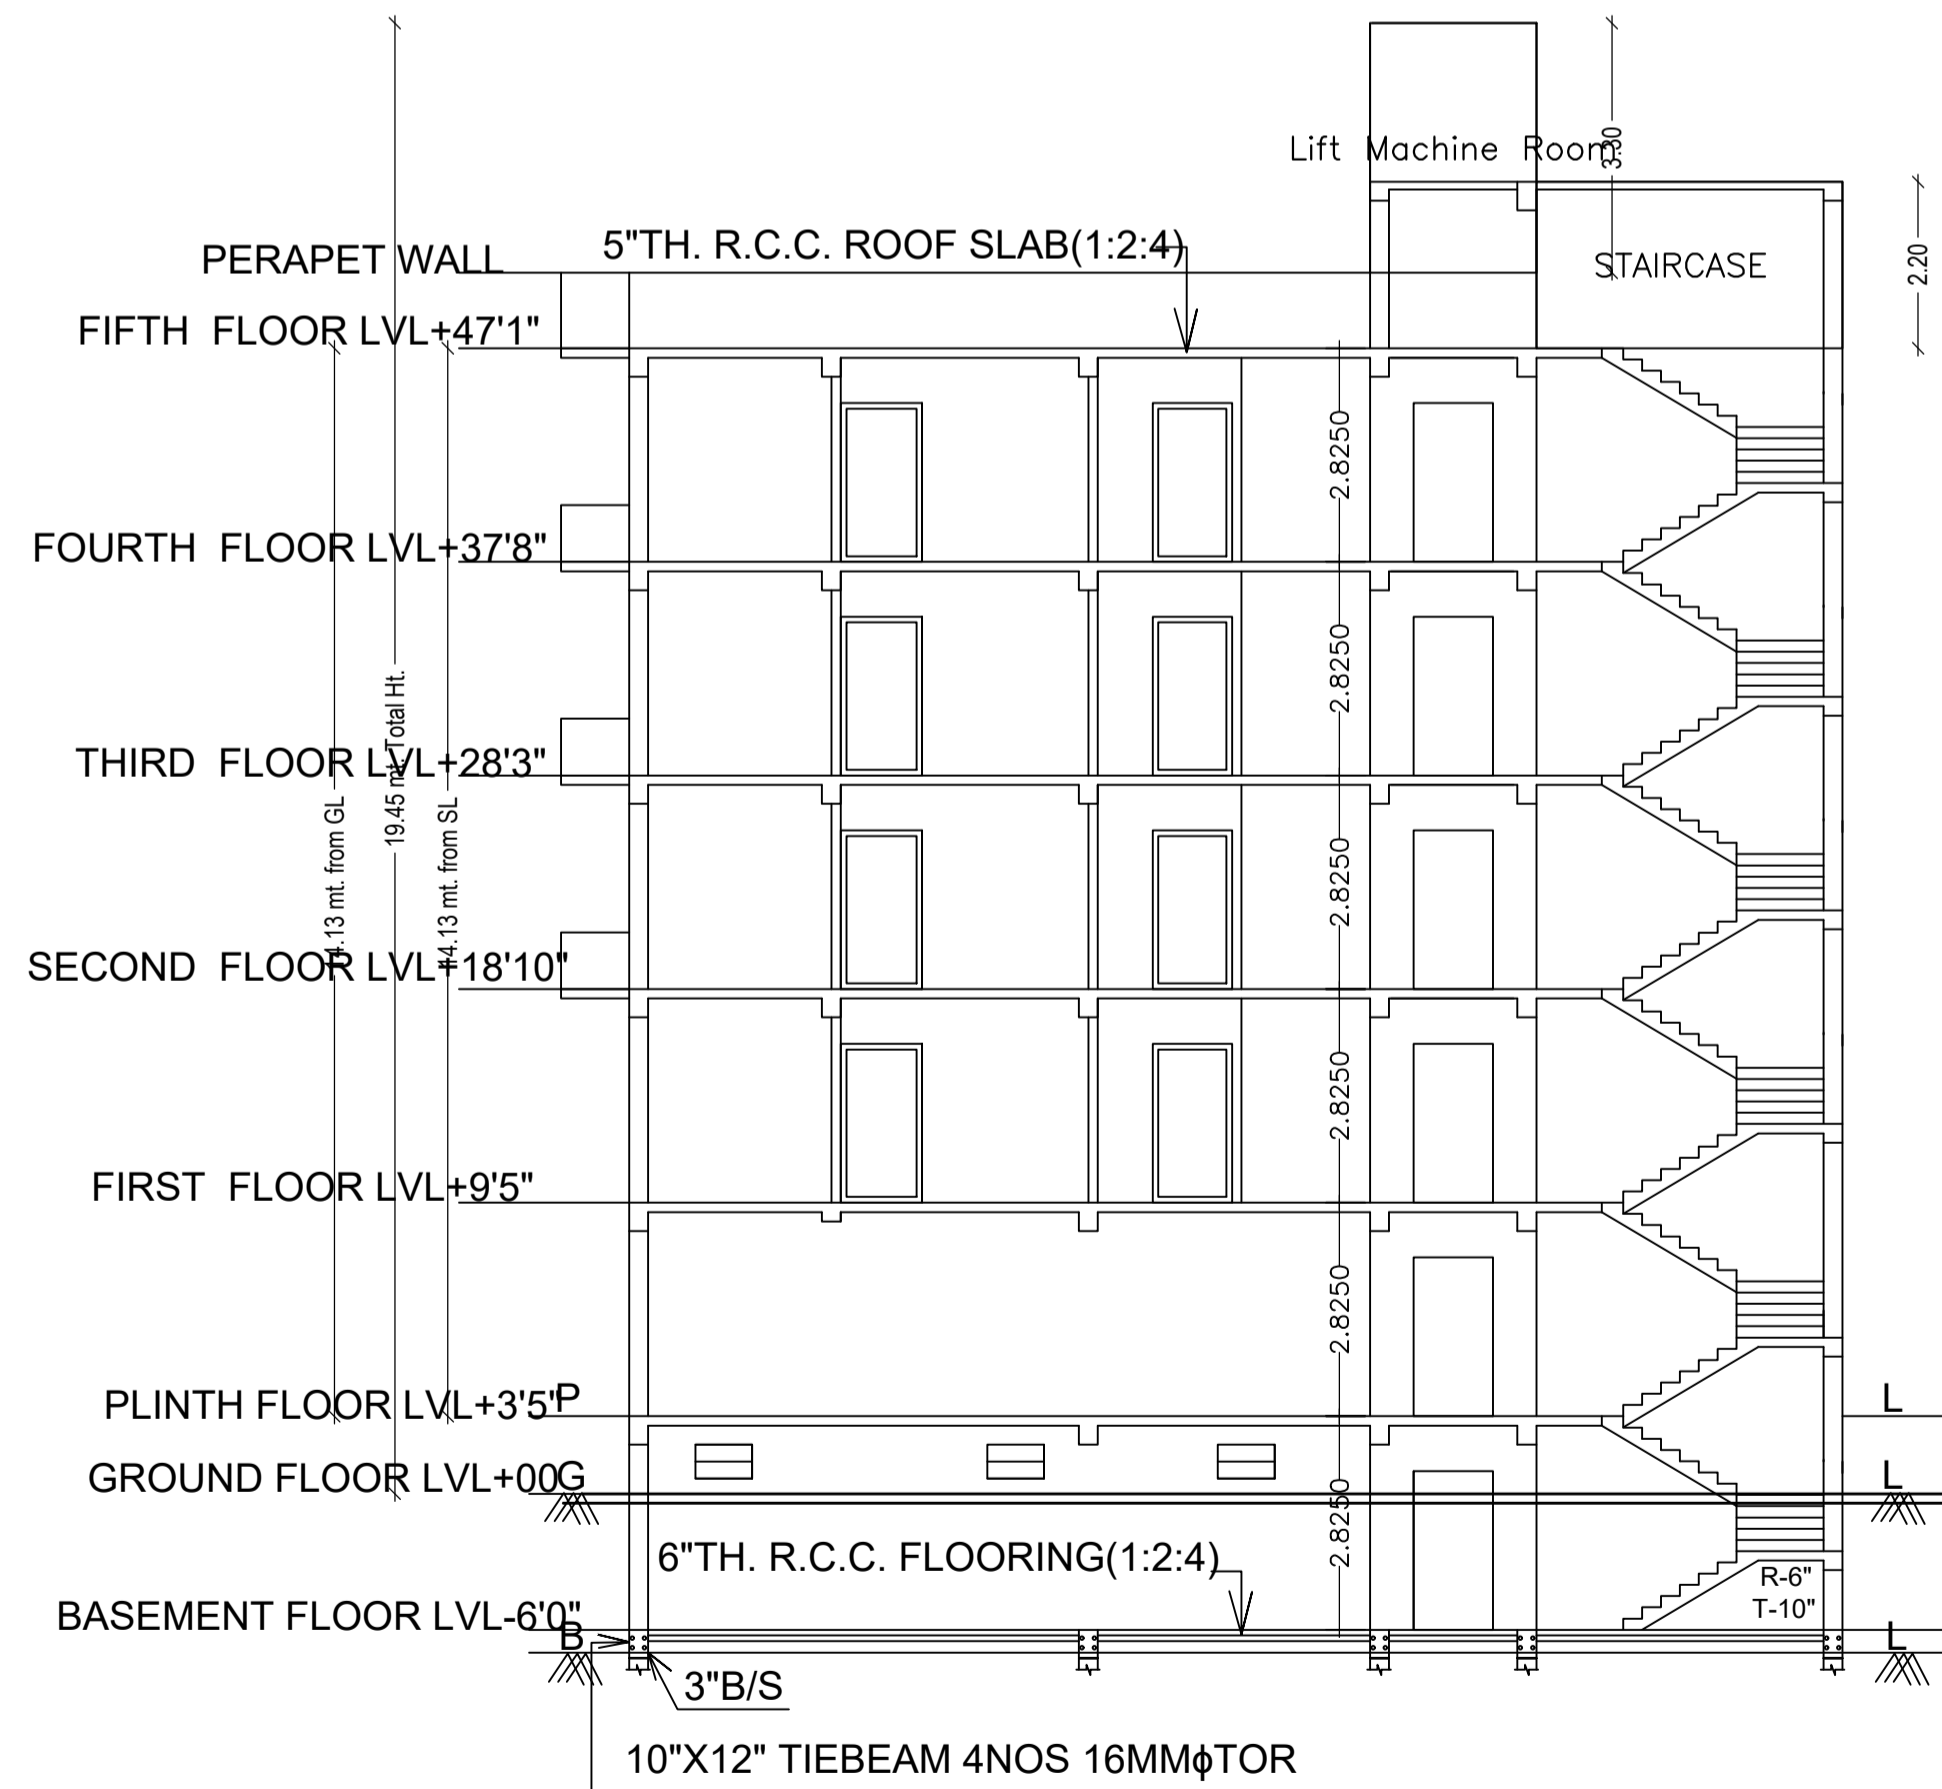 Lift Machine Room
3.30
PERAPET WALL
5"TH. R.C.C. ROOF SLAB(1:2:4)
STAIRCASE
2.20
FIFTH FLOOR LVL+47'1"
2.8250
FOURTH FLOOR LVL+37'8"
2.8250
19.45 mt. Total Ht.
THIRD FLOOR LVL+28'3"
14.13 mt. from GL
14.13 mt. from SL
2.8250
SECOND FLOOR LVL+18'10"
2.8250
FIRST FLOOR LVL+9'5"
2.8250
PLINTH FLOOR LVL+3'5"
P
L
GROUND FLOOR LVL+00
G
L
2.8250
6"TH. R.C.C. FLOORING(1:2:4)
R-6"
T-10"
BASEMENT FLOOR LVL-6'0"
B
L
3"B/S
10"X12" TIEBEAM 4NOS 16MMϕTOR